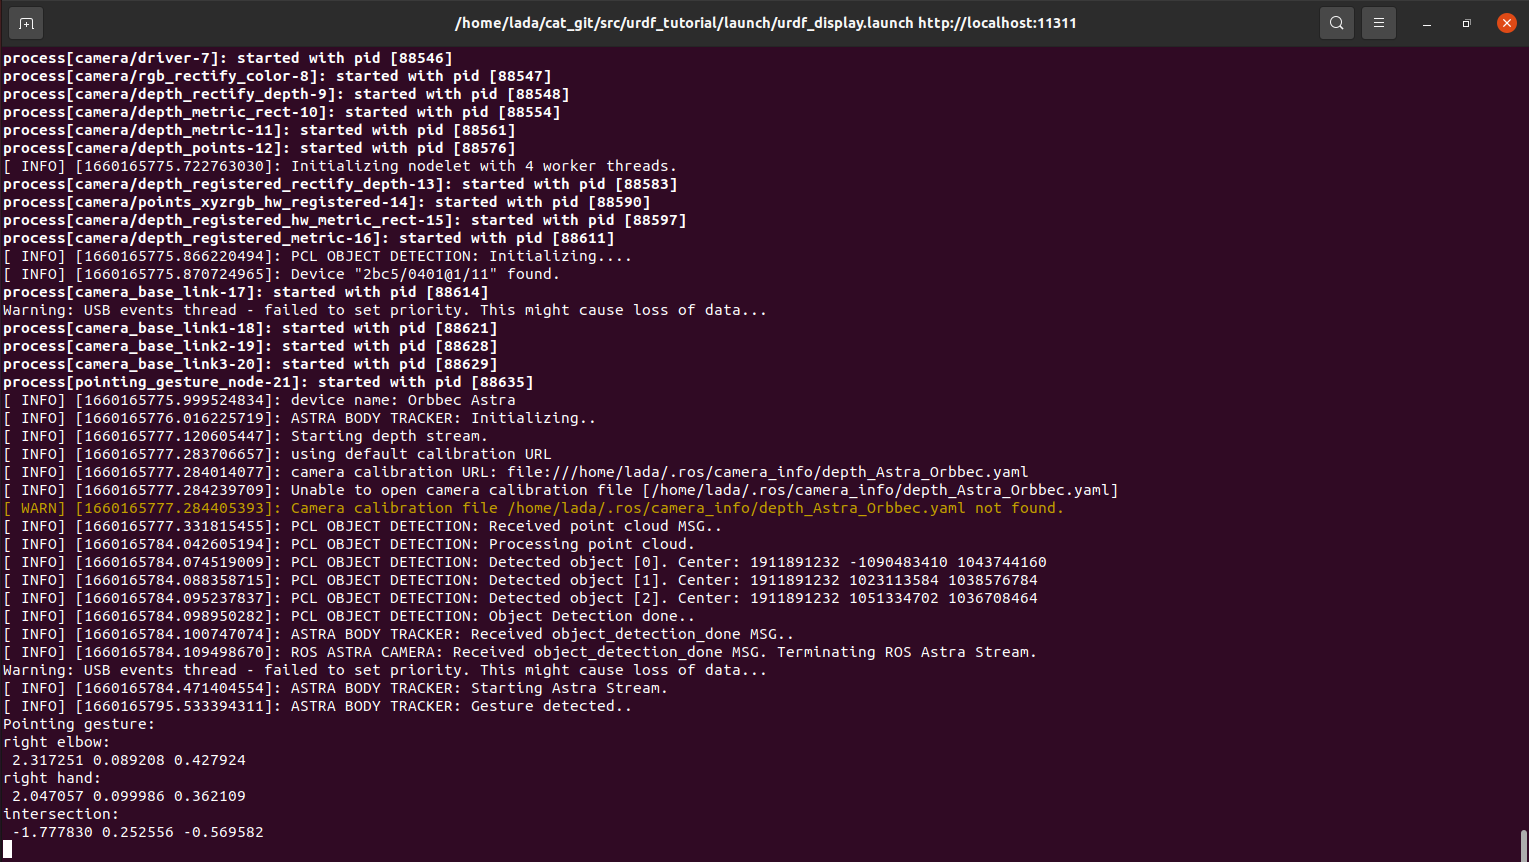 /home/lada/cat_git/src/urdf_tutorial/launch/urdf_display.launch http://localhost:11311
process[camera/driver-7]: started with pid [88546]
process[camera/rgb_rectify_color-8]: started with pid [88547]
process[camera/depth_rectify_depth-9]: started with pid [88548]
process[camera/depth_metric_rect-10]: started with pid [88554]
process[camera/depth_metric-11]: started with pid [88561]
process[camera/depth_points-12]: started with pid [88576]
[ INFO] [1660165775.722763030]: Initializing nodelet with 4 worker threads.
process[camera/depth_registered_rectify_depth-13]: started with pid [88583]
process[camera/points_xyzrgb_hw_registered-14]: started with pid [88590]
process[camera/depth_registered_hw_metric_rect-15]: started with pid [88597]
process[camera/depth_registered_metric-16]: started with pid [88611]
[ INFO] [1660165775.866220494]: PCL OBJECT DETECTION: Initializing....
[ INFO] [1660165775.870724965]: Device "2bc5/0401@1/11" found.
process[camera_base_link-17]: started with pid [88614]
Warning: USB events thread - failed to set priority. This might cause loss of data...
process[camera_base_link1-18]: started with pid [88621]
process[camera_base_link2-19]: started with pid [88628]
process[camera_base_link3-20]: started with pid [88629]
process[pointing_gesture_node-21]: started with pid [88635]
[ INFO] [1660165775.999524834]: device name: Orbbec Astra
[ INFO] [1660165776.016225719]: ASTRA BODY TRACKER: Initializing..
[ INFO] [1660165777.120605447]: Starting depth stream.
[ INFO] [1660165777.283706657]: using default calibration URL
[ INFO] [1660165777.284014077]: camera calibration URL: file:///home/lada/.ros/camera_info/depth_Astra_Orbbec.yaml
[ INFO] [1660165777.284239709]: Unable to open camera calibration file [/home/lada/.ros/camera_info/depth_Astra_Orbbec.yaml]
[ WARN] [1660165777.284405393]: Camera calibration file /home/lada/.ros/camera_info/depth_Astra_Orbbec.yaml not found.
[ INFO] [1660165777.331815455]: PCL OBJECT DETECTION: Received point cloud MSG..
[ INFO] [1660165784.042605194]: PCL OBJECT DETECTION: Processing point cloud.
[ INFO] [1660165784.074519009]: PCL OBJECT DETECTION: Detected object [0]. Center: 1911891232 -1090483410 1043744160
[ INFO] [1660165784.088358715]: PCL OBJECT DETECTION: Detected object [1]. Center: 1911891232 1023113584 1038576784
[ INFO] [1660165784.095237837]: PCL OBJECT DETECTION: Detected object [2]. Center: 1911891232 1051334702 1036708464
[ INFO] [1660165784.098950282]: PCL OBJECT DETECTION: Object Detection done..
[ INFO] [1660165784.100747074]: ASTRA BODY TRACKER: Received object_detection_done MSG..
[ INFO] [1660165784.109498670]: ROS ASTRA CAMERA: Received object_detection_done MSG. Terminating ROS Astra Stream.
Warning: USB events thread - failed to set priority. This might cause loss of data...
[ INFO] [1660165784.471404554]: ASTRA BODY TRACKER: Starting Astra Stream.
[ INFO] [1660165795.533394311]: ASTRA BODY TRACKER: Gesture detected..
Pointing gesture:
right elbow:
2.317251 0.089208 0.427924
right hand:
2.047057 0.099986 0.362109
intersection:
-1.777830 0.252556 -0.569582